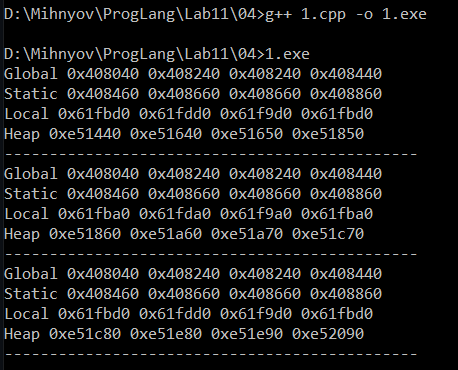 D:\Mihnyov\ProgLang\Lab11\04>g++ 1.cpp -o 1.exe
D:\Mihnyov\ProgLang\Lab11\04>1.exe
Global 0x408040 0x408240 0x408240 0x408440
Static 0x408460 0x408660 0x408660 0x408860
Local 0x61fbd0 0x61fdd0 0x61f9d0 0x61fbd0
Heap 0xe51440 0xe51640 0xe51650 0xe51850
-----------------------------------------------
Global 0x408040 0x408240 0x408240 0x408440
Static 0x408460 0x408660 0x408660 0x408860
Local 0x61fba0 0x61fda0 0x61f9a0 0x61fba0
Heap 0xe51860 0xe51a60 0xe51a70 0xe51c70
-----------------------------------------------
Global 0x408040 0x408240 0x408240 0x408440
Static 0x408460 0x408660 0x408660 0x408860
Local 0x61fbd0 0x61fdd0 0x61f9d0 0x61fbd0
Heap 0xe51c80 0xe51e80 0xe51e90 0xe52090
-----------------------------------------------